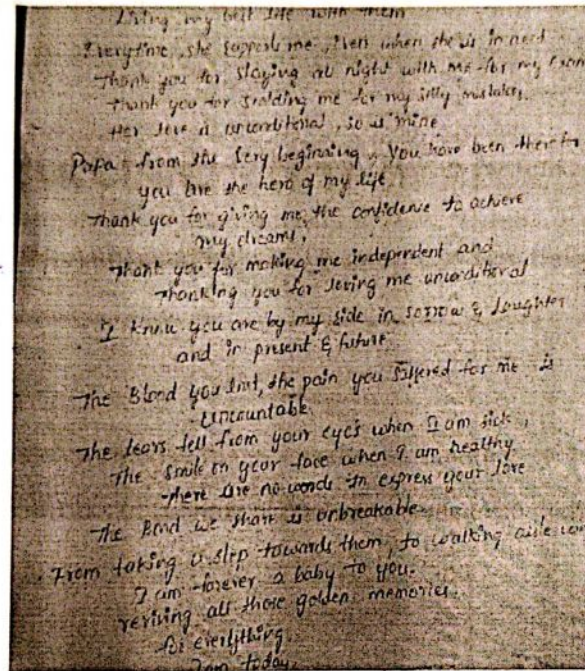 Living my best life with them
Everytime, she supports me, even when she is in need
Thank you for staying all night with me for my Exam
Thank you for scolding me for my silly mistakes.
Her love is unconditional, so is mine
Papa, from the very beginning, you have been there for
you are the hero of my life.
Thank you for giving me, the confidence to achieve
my dreams,
Thank you for making me independent and
Thanking you for loving me unconditional
I know you are by my side in sorrow & laughter
and in present & future.
The Blood you lost, the pain you suffered for me is
Uncountable
The tears fell from your eyes when I am sick,
The smile on your face when I am healthy
there are no words to express your love
The Bond we share is unbreakable
From taking a step towards them, to walking aisle
I am forever a baby to you.
reviving all those golden memories.
for everything
I am today.